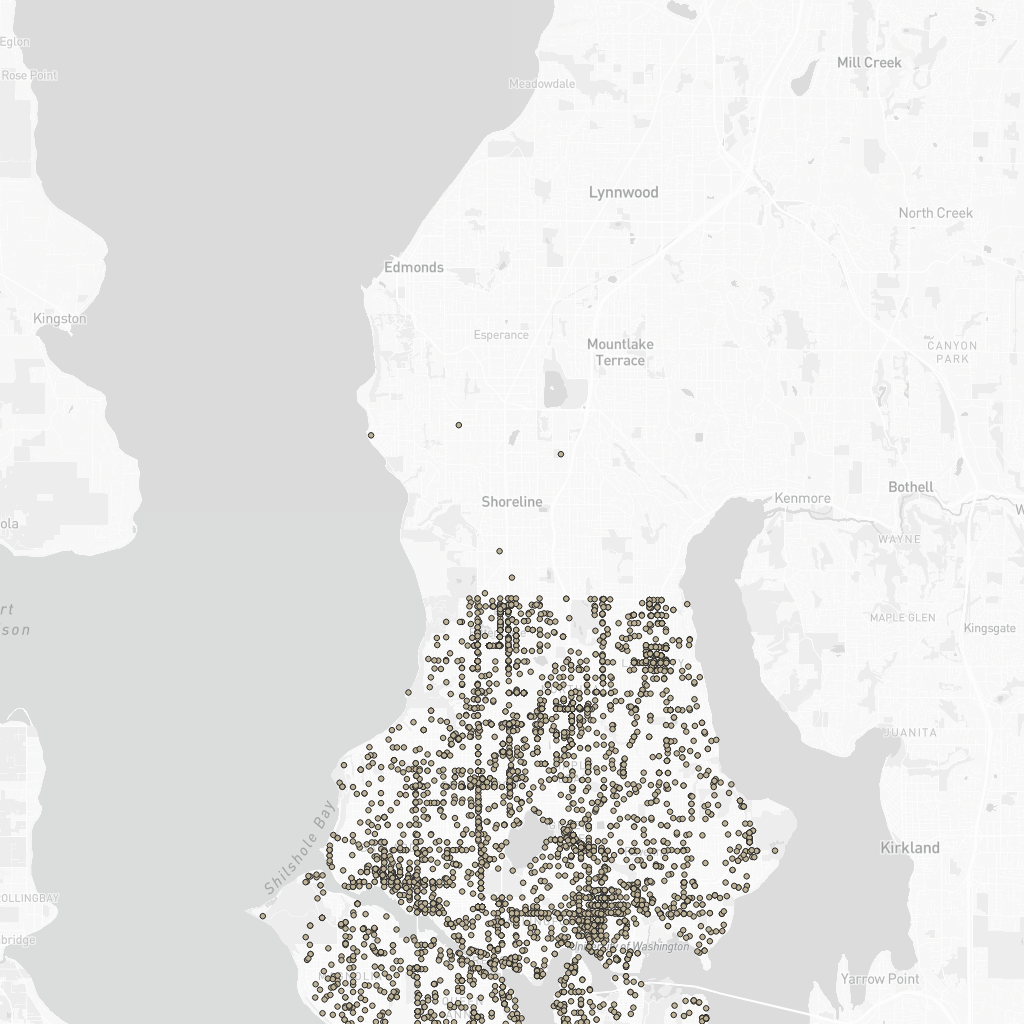 Eglon
Rose Point
Mill Creek
Meadowdale
Lynnwood
North Creek
Edmonds
Kingston
Esperance
Mountlake
Terrace
CANYON
PARK
Bothell
Shoreline
Kenmore
ola
W
WAYNE
rt
son
MAPLE GLEN
Kingsgate
JUANITA
Shilshole Bay
Kirkland
OLLINGBAY
bridge
University of Washington
Yarrow Point